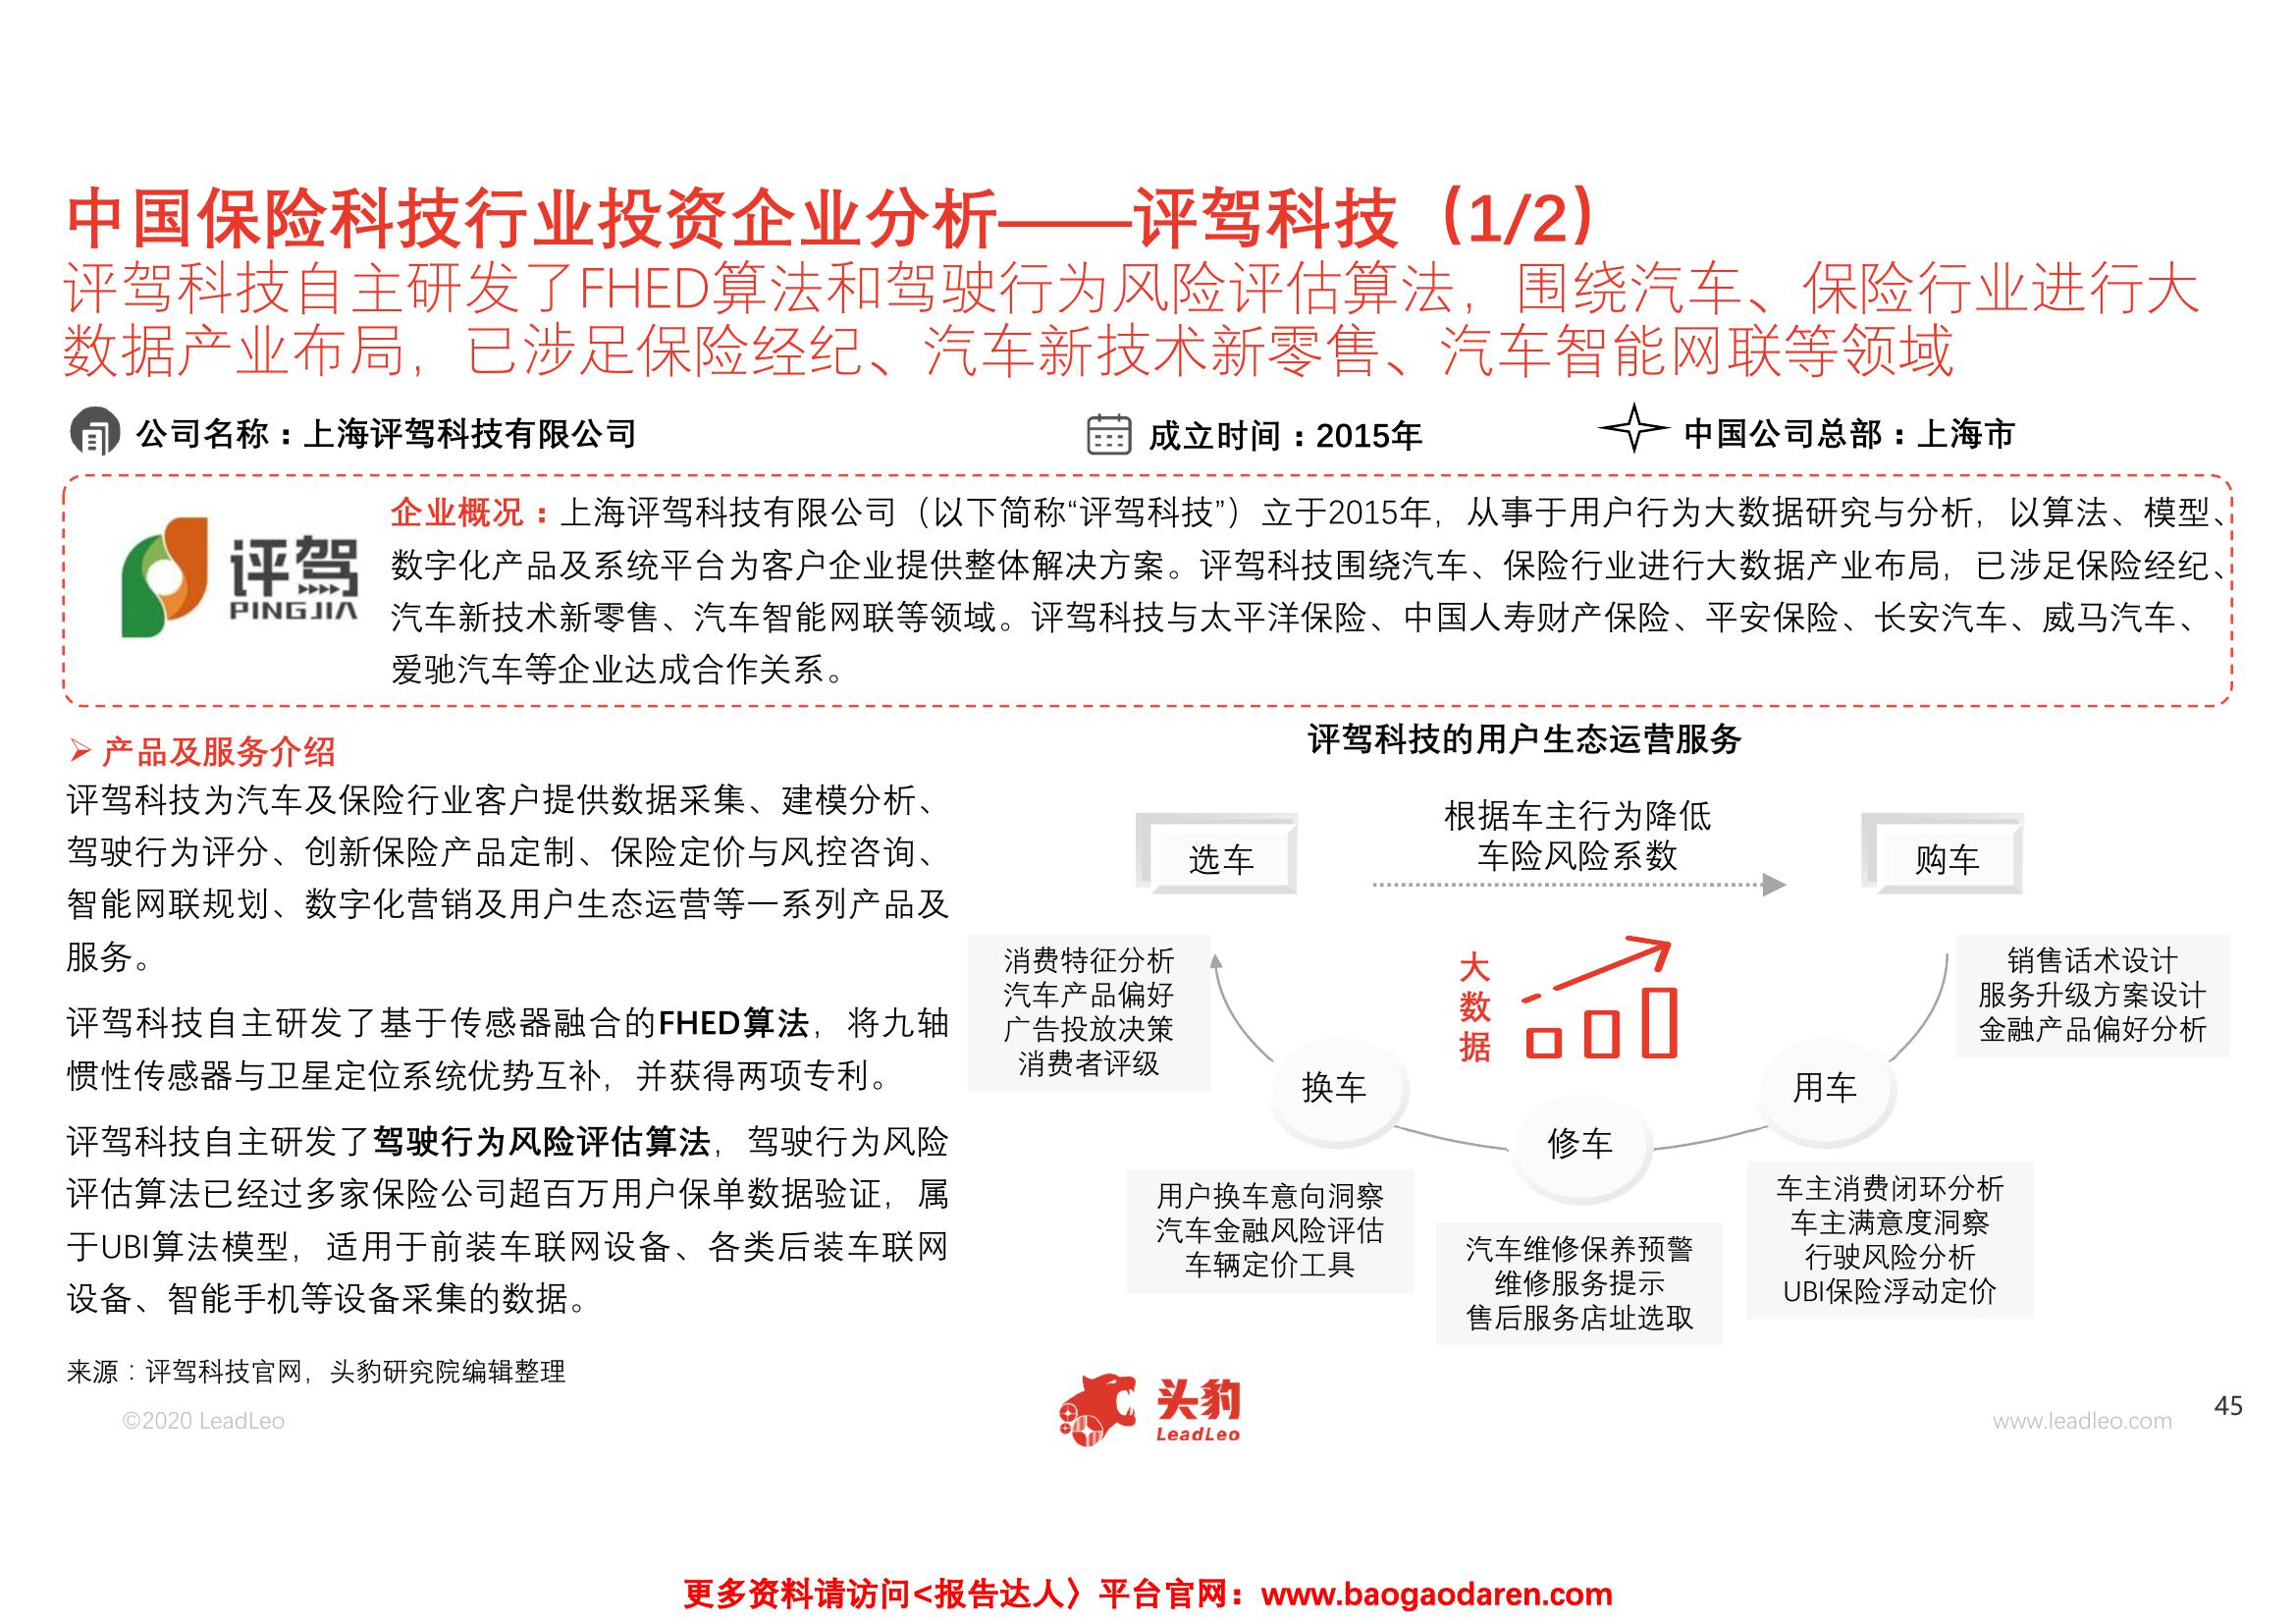 中国保险科技行业投资企业分析——评驾科技（1/2）
评驾科技自主研发了FHED算法和驾驶行为风险评估算法，围绕汽车、保险行业进行大
数据产业布局，已涉足保险经纪、汽车新技术新零售、汽车智能网联等领域
公司名称：上海评驾科技有限公司
成立时间：2015年
中国公司总部：上海市
评驾
PINGJIA
企业概况：上海评驾科技有限公司（以下简称“评驾科技”）立于2015年，从事于用户行为大数据研究与分析，以算法、模型、
数字化产品及系统平台为客户企业提供整体解决方案。评驾科技围绕汽车、保险行业进行大数据产业布局，已涉足保险经纪、
汽车新技术新零售、汽车智能网联等领域。评驾科技与太平洋保险、中国人寿财产保险、平安保险、长安汽车、威马汽车、
爱驰汽车等企业达成合作关系。
➢ 产品及服务介绍
评驾科技为汽车及保险行业客户提供数据采集、建模分析、
驾驶行为评分、创新保险产品定制、保险定价与风控咨询、
智能网联规划、数字化营销及用户生态运营等一系列产品及
服务。
评驾科技自主研发了基于传感器融合的FHED算法，将九轴
惯性传感器与卫星定位系统优势互补，并获得两项专利。
评驾科技自主研发了驾驶行为风险评估算法，驾驶行为风险
评估算法已经过多家保险公司超百万用户保单数据验证，属
于UBI算法模型，适用于前装车联网设备、各类后装车联网
设备、智能手机等设备采集的数据。
评驾科技的用户生态运营服务
选车
根据车主行为降低
车险风险系数
购车
消费特征分析
汽车产品偏好
广告投放决策
消费者评级
大
数
据
销售话术设计
服务升级方案设计
金融产品偏好分析
换车
修车
用车
用户换车意向洞察
汽车金融风险评估
车辆定价工具
汽车维修保养预警
维修服务提示
售后服务店址选取
车主消费闭环分析
车主满意度洞察
行驶风险分析
UBI保险浮动定价
来源：评驾科技官网，头豹研究院编辑整理
©2020 LeadLeo
头豹
LeadLeo
www.leadleo.com
45
更多资料请访问<报告达人〉平台官网：www.baogaodaren.com